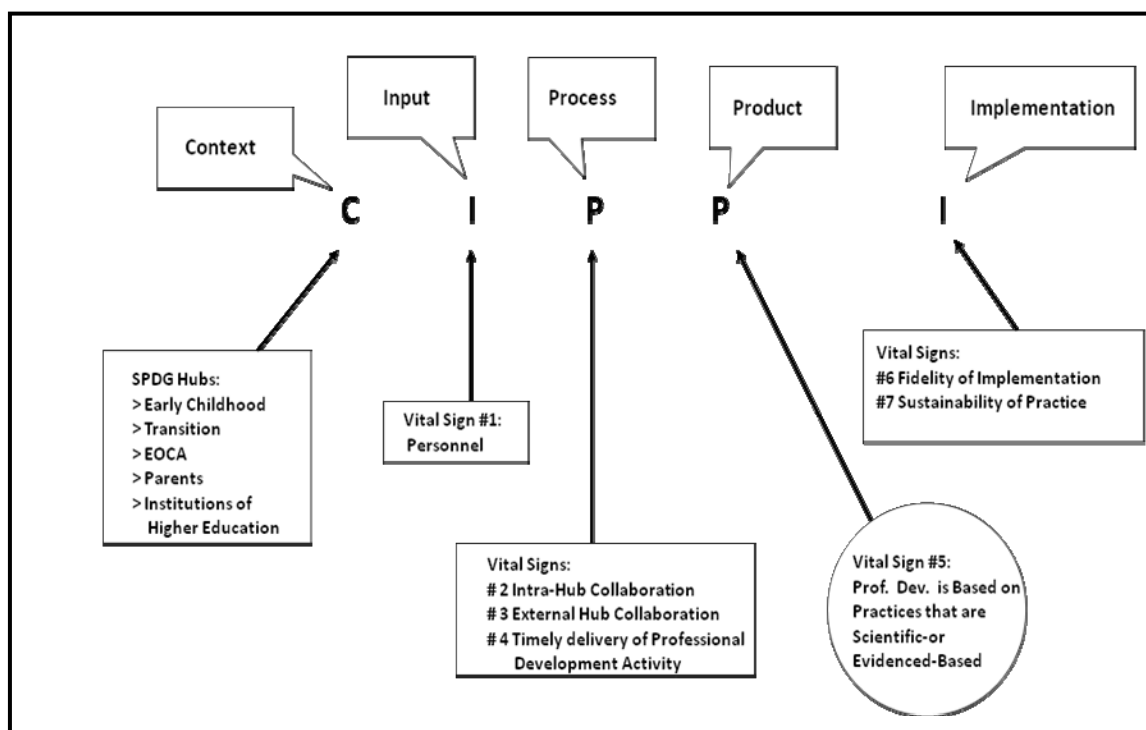 Context
Input
Process
Product
Implementation
C I P P I
SPDG Hubs:
> Early Childhood
> Transition
> EOCA
> Parents
> Institutions of
Higher Education
Vital Sign #1:
Personnel
Vital Signs:
# 2 Intra-Hub Collaboration
# 3 External Hub Collaboration
# 4 Timely delivery of Professional
Development Activity
Vital Sign #5:
Prof. Dev. is Based on
Practices that are
Scientific-or
Evidenced-Based
Vital Signs:
#6 Fidelity of Implementation
#7 Sustainability of Practice